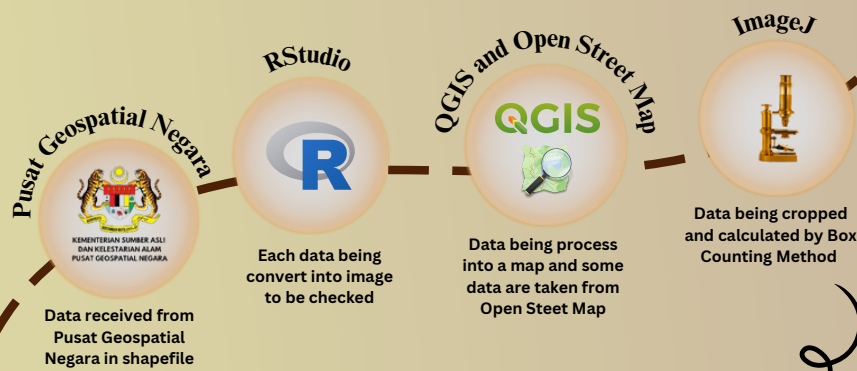 Pusat Geospatial Negara
KEMENTERIAN SUMBER ASLI
DAN KELESTARIAN ALAM
PUSAT GEOSPATIAL NEGARA
Data received from
Pusat Geospatial
Negara in shapefile
RStudio
R
Each data being
convert into image
to be checked
QGIS and Open Street Map
QGIS
Data being process
into a map and some
data are taken from
Open Steet Map
ImageJ
Data being cropped
and calculated by Box
Counting Method